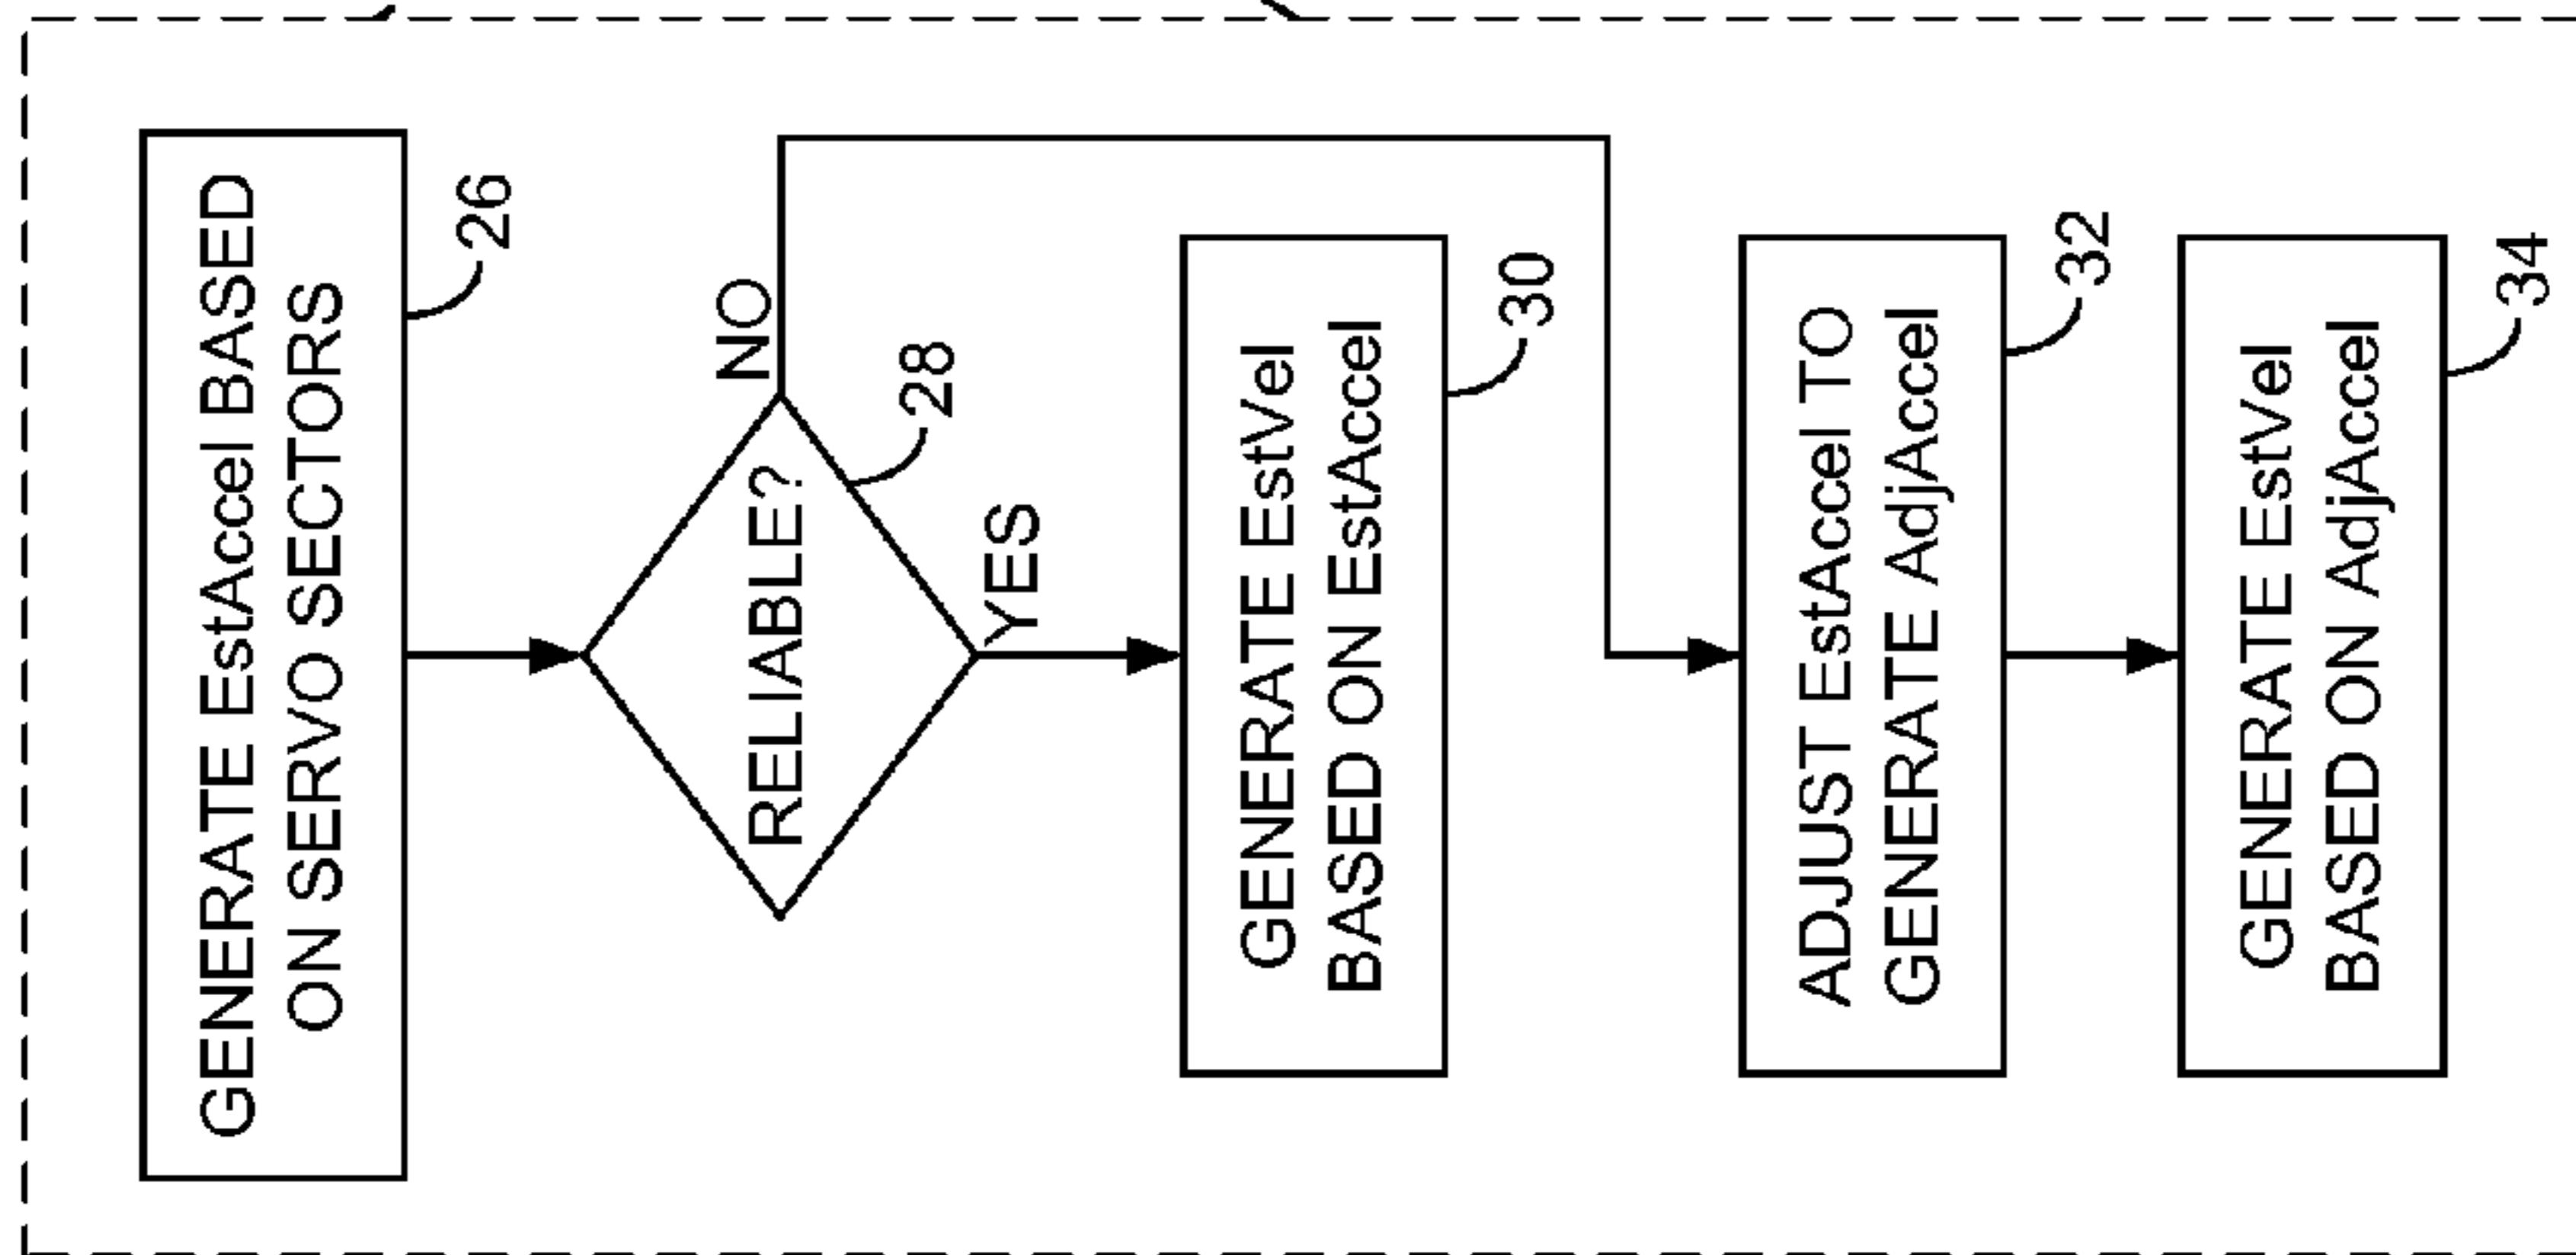 GENERATE EstAccel BASED
ON SERVO SECTORS
26
RELIABLE?
28
NO
YES
GENERATE EstVel
BASED ON EstAccel
30
ADJUST EstAccel TO
GENERATE AdjAccel
32
GENERATE EstVel
BASED ON AdjAccel
34